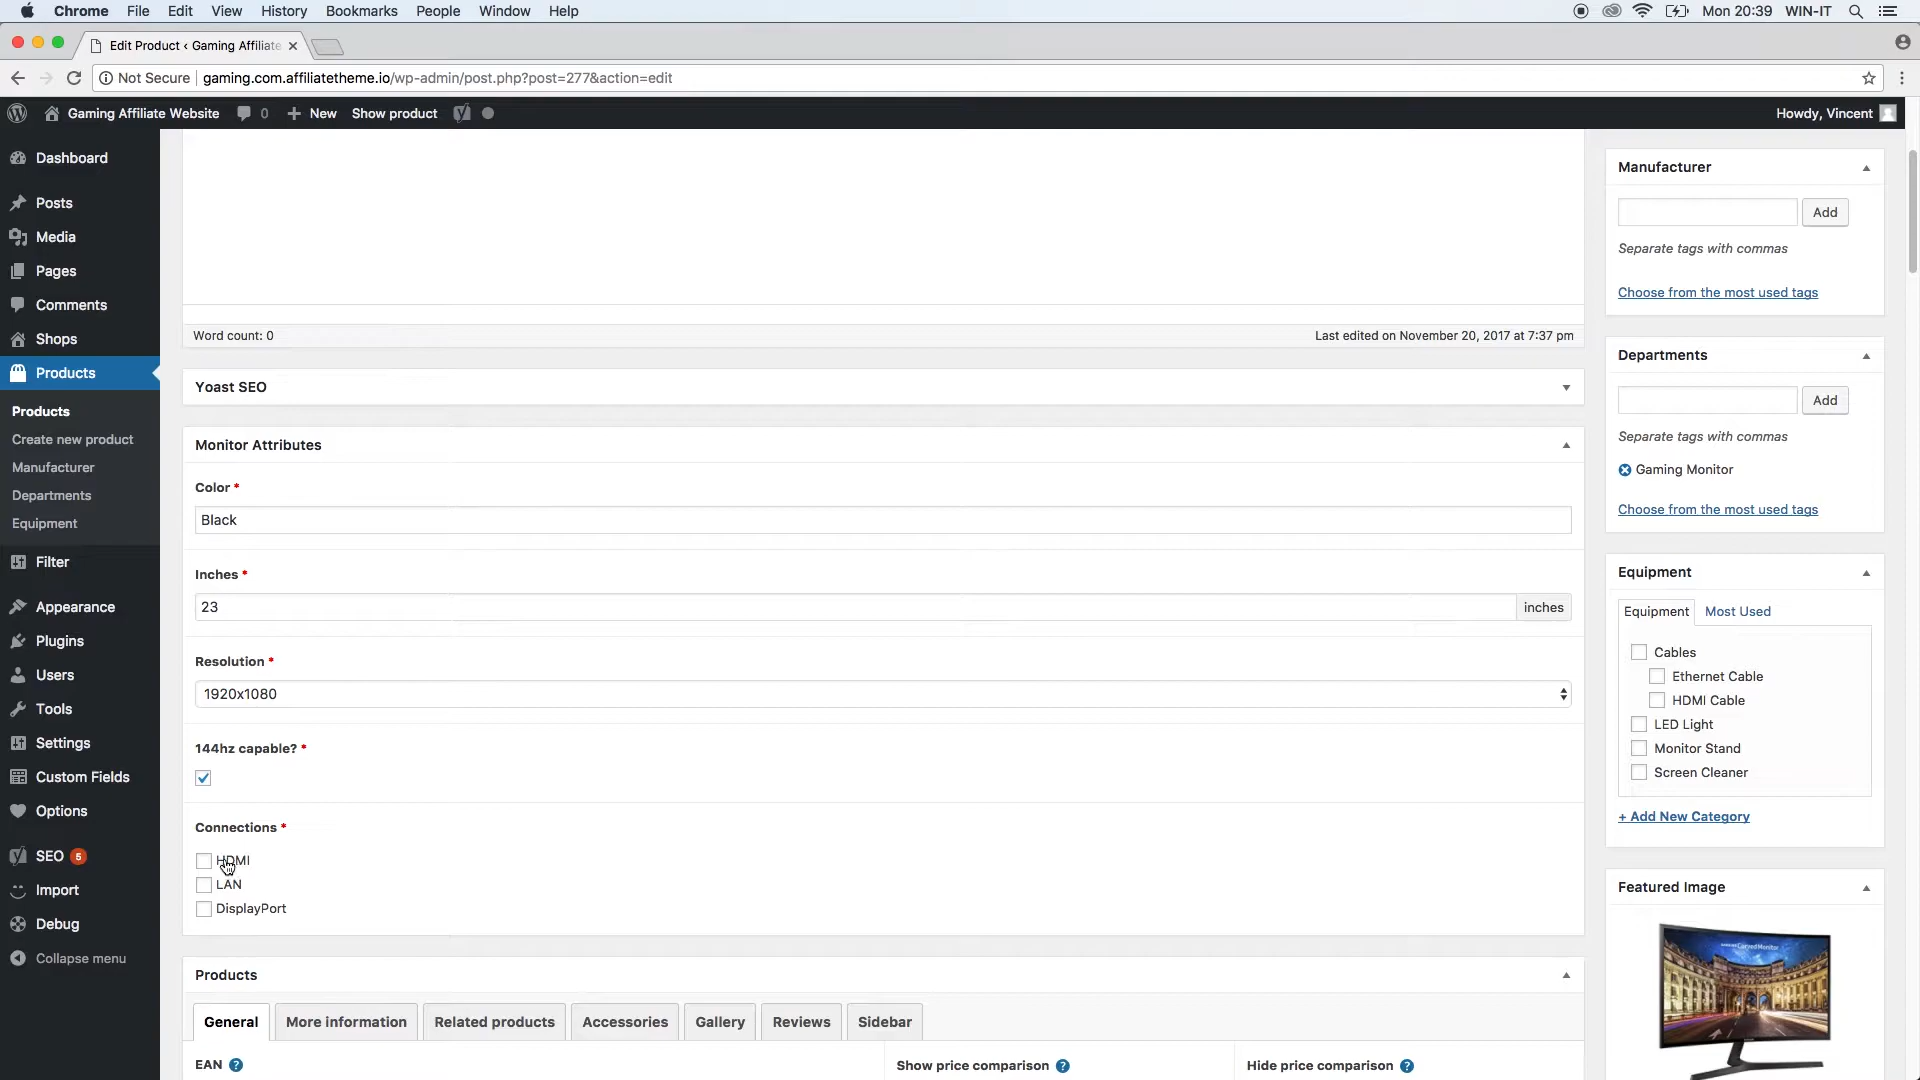 Chrome File Edit View History Bookmarks People Window Help Mon 20:39 WIN-IT
Edit Product ‹ Gaming Affiliate
Not Secure gaming.com.affiliatetheme.io/wp-admin/post.php?post=277&action=edit
Gaming Affiliate Website 0 New Show product Howdy, Vincent
Dashboard
Posts
Media
Pages
Comments
Shops
Products
Products
Create new product
Manufacturer
Departments
Equipment
Filter
Appearance
Plugins
Users
Tools
Settings
Custom Fields
Options
SEO 5
Import
Debug
Collapse menu
Word count: 0 Last edited on November 20, 2017 at 7:37 pm
Yoast SEO
Monitor Attributes
Color *
Black
Inches *
23 inches
Resolution *
1920x1080
144hz capable? *
Connections *
HDMI
LAN
DisplayPort
Products
General More information Related products Accessories Gallery Reviews Sidebar
EAN ? Show price comparison ? Hide price comparison ?
Manufacturer
Add
Separate tags with commas
Choose from the most used tags
Departments
Add
Separate tags with commas
Gaming Monitor
Choose from the most used tags
Equipment
Equipment Most Used
Cables
Ethernet Cable
HDMI Cable
LED Light
Monitor Stand
Screen Cleaner
+ Add New Category
Featured Image